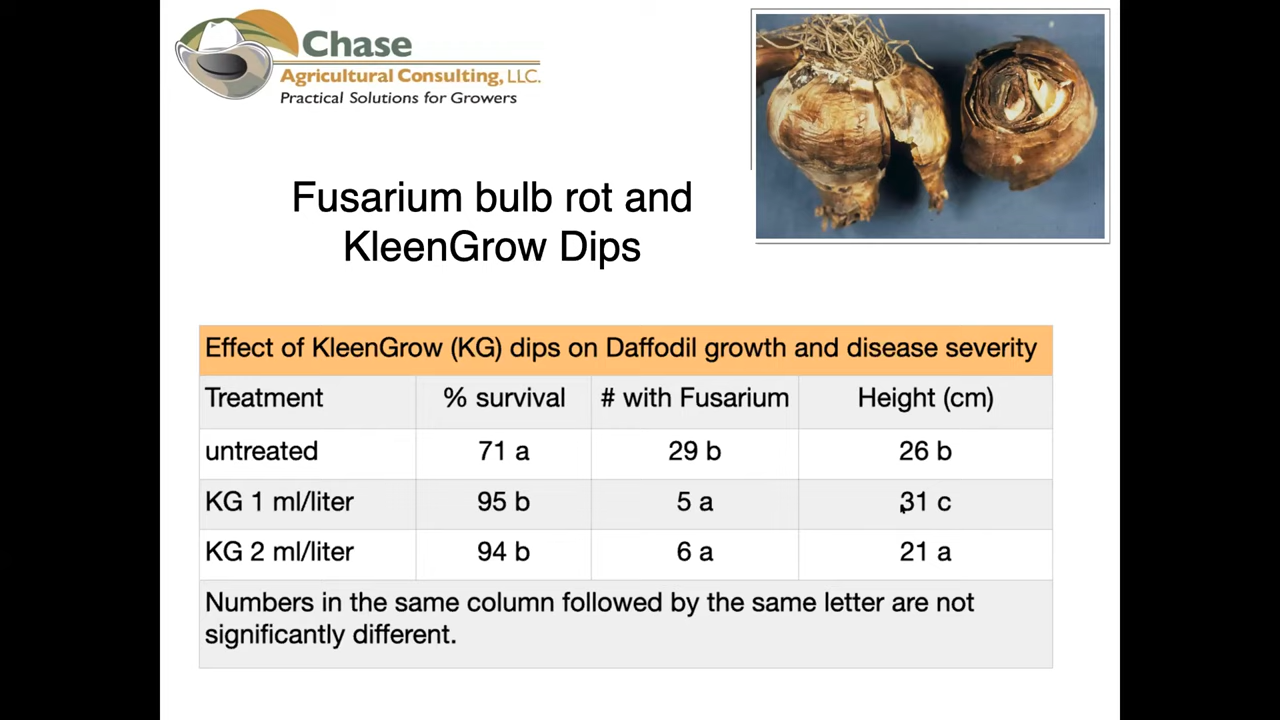 Chase
Agricultural Consulting, LLC.
Practical Solutions for Growers
Fusarium bulb rot and
KleenGrow Dips
Effect of KleenGrow (KG) dips on Daffodil growth and disease severity
Treatment % survival # with Fusarium Height (cm)
untreated 71 a 29 b 26 b
KG 1 ml/liter 95 b 5 a 31 c
KG 2 ml/liter 94 b 6 a 21 a
Numbers in the same column followed by the same letter are not
significantly different.